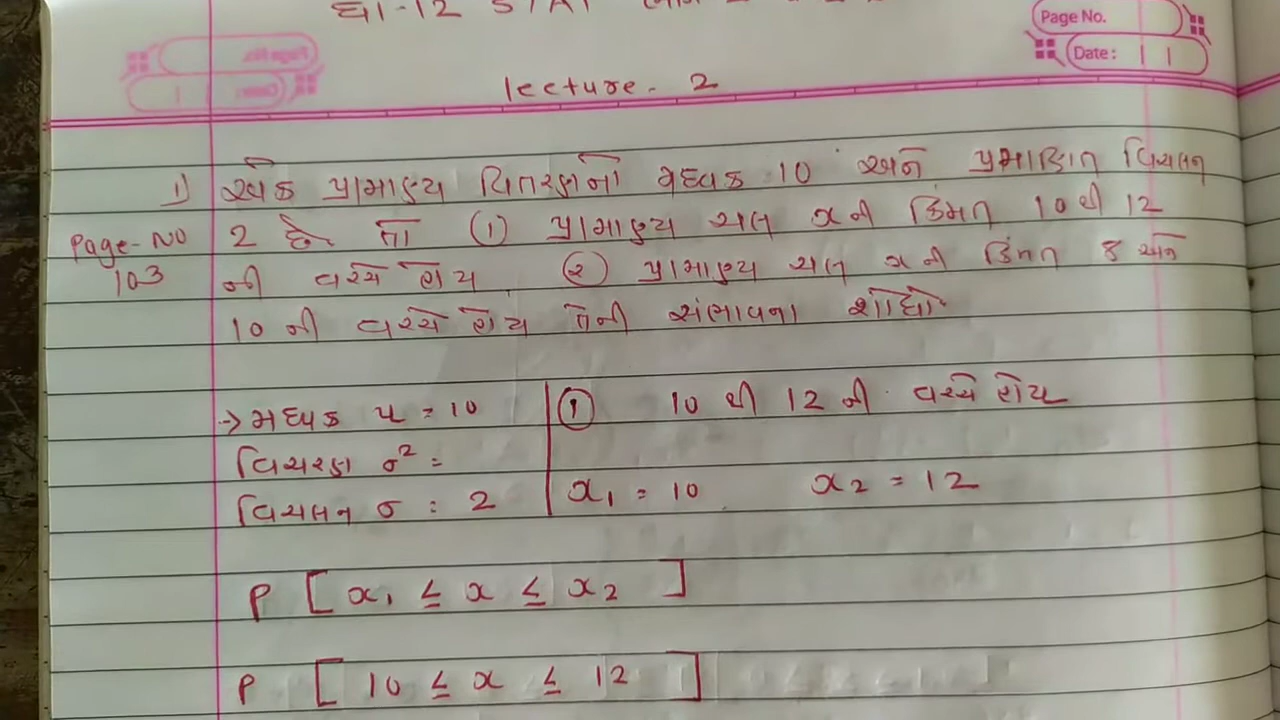 ધો-12 STAT ભાગ 2
Page No.
Date:
lecture - 2
1) એક પ્રામાણ્ય વિતરણનો મધ્યક 10 અને પ્રમાણિત વિચલન
Page-No 2 છે તો (1) પ્રામાણ્ય ચલ x ની કિંમત 10 થી 12
103 ની વચ્ચે હોય, (2) પ્રામાણ્ય ચલ x ની કિંમત 8 અને
10 ની વચ્ચે હોય તેની સંભાવના શોધો.
→ મધ્યક μ = 10
વિચરણ σ² =
વિચલન σ = 2
(1) 10 થી 12 ની વચ્ચે હોય
x₁ = 10 x₂ = 12
P [ x₁ ≤ x ≤ x₂ ]
P [ 10 ≤ x ≤ 12 ]